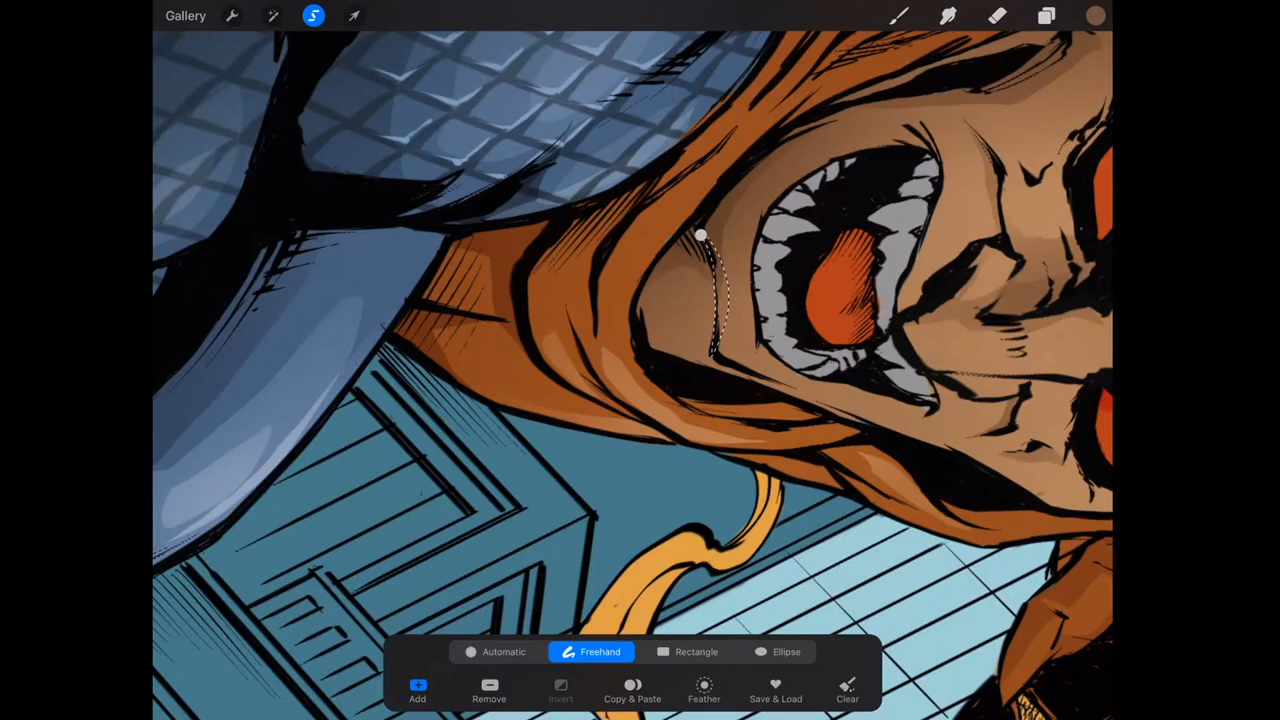 Gallery
Automatic Freehand Rectangle Ellipse
Add Remove Invert Copy & Paste Feather Save & Load Clear